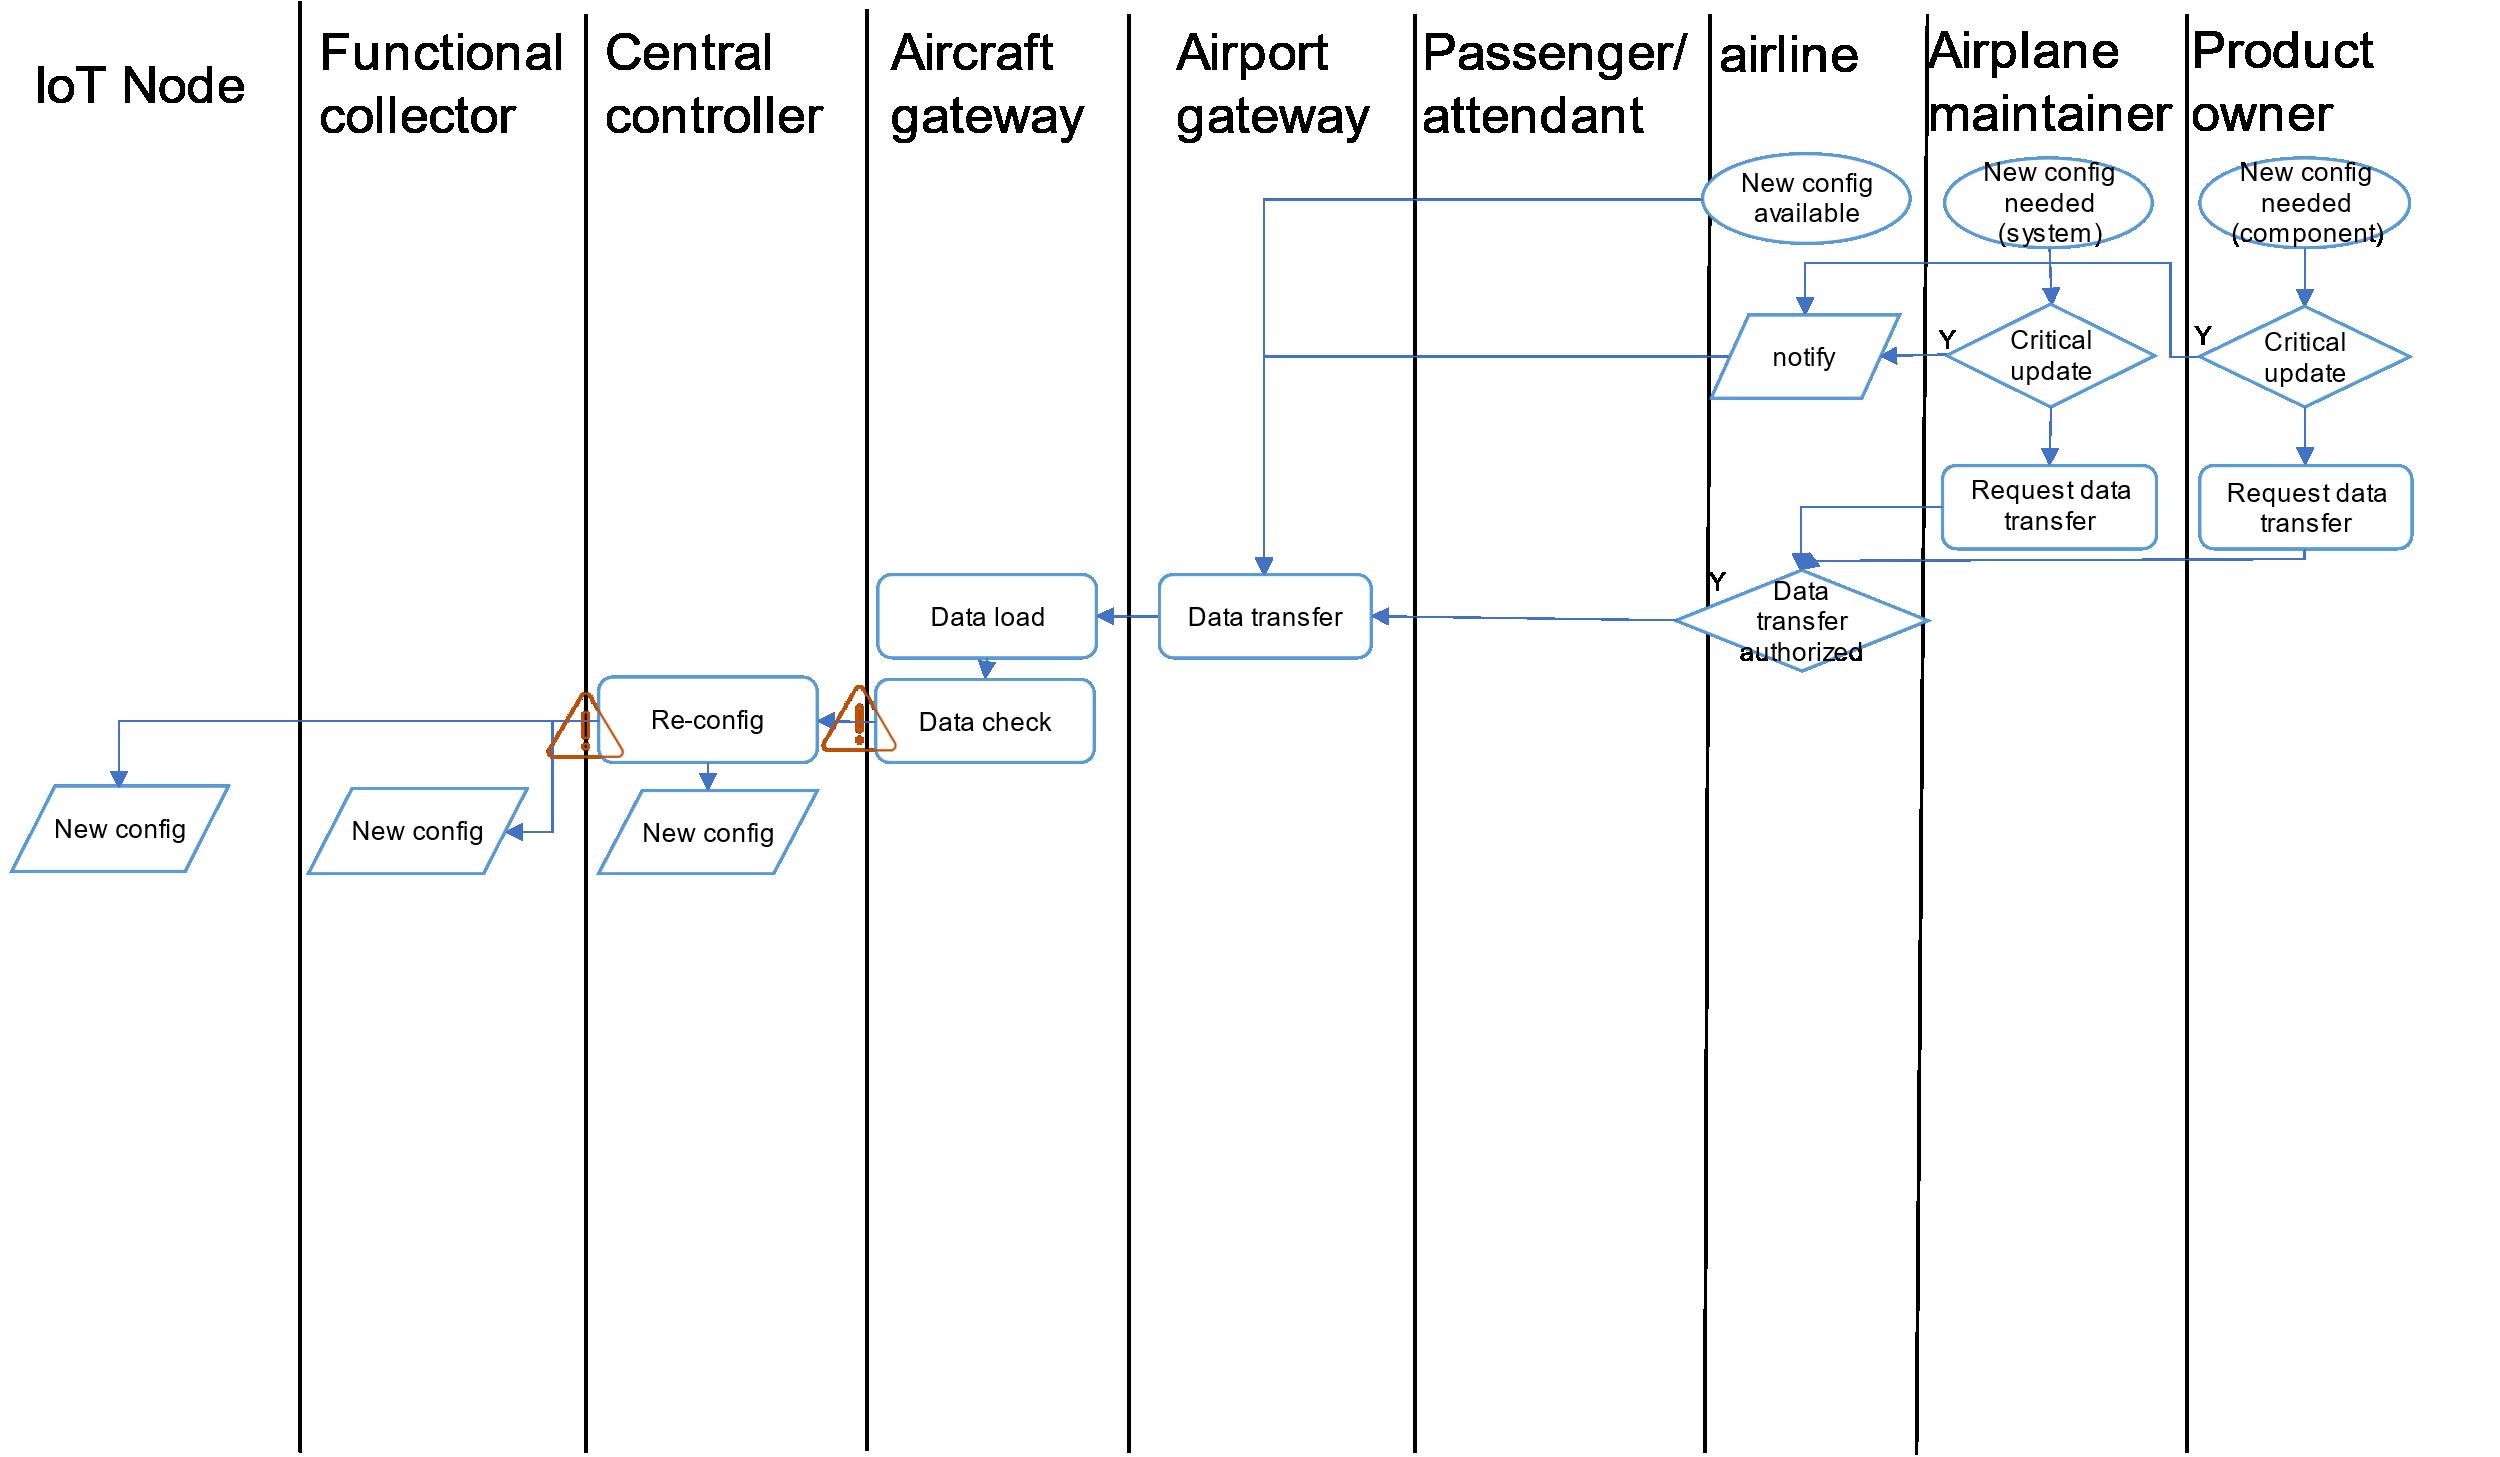 IoT Node
Functional
collector
Central
controller
Aircraft
gateway
Airport
gateway
Passenger/
attendant
airline
Airplane
maintainer
Product
owner
New config
available
New config
needed
(system)
New config
needed
(component)
notify
Y
Critical
update
Y
Critical
update
Request data
transfer
Request data
transfer
Y
Data
transfer
authorized
Data transfer
Data load
Data check
Re-config
New config
New config
New config